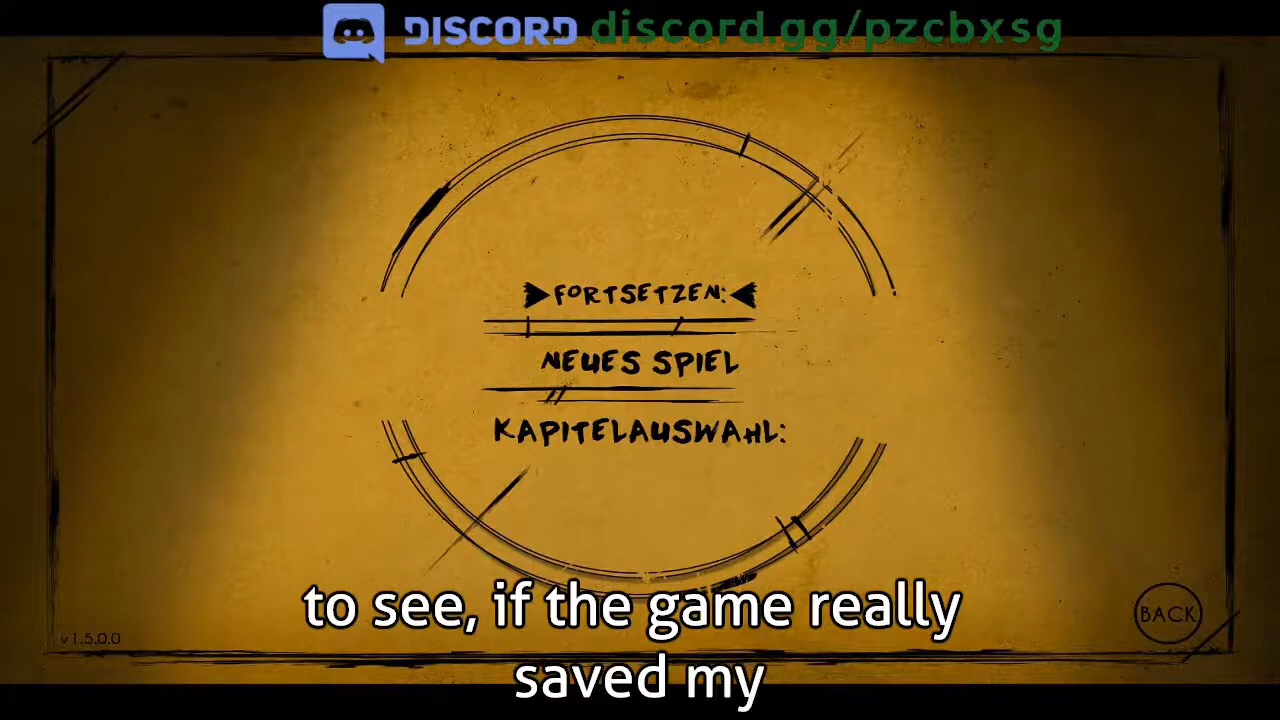 DISCORD discord.gg/pzcbxsg
FORTSETZEN:
NEUES SPIEL
KAPITELAUSWAHL:
to see, if the game really
saved my
BACK
v1.5.0.0